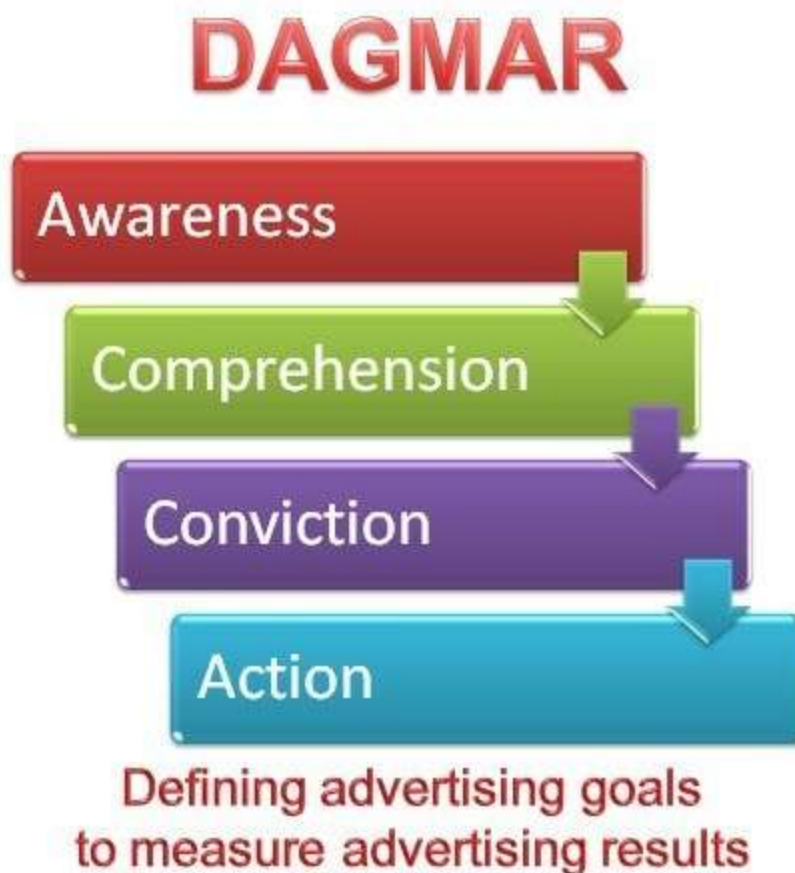 DAGMAR
Awareness
Comprehension
Conviction
Action
Defining advertising goals
to measure advertising results